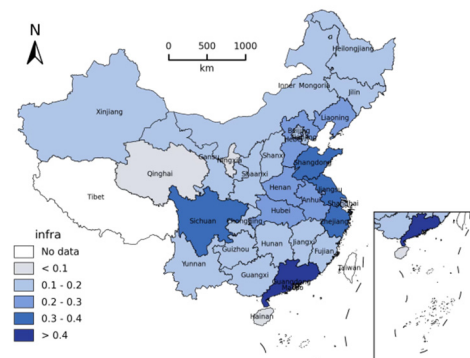 N
0 500 1000
km
Heilongjiang
Jilin
Inner Mongoria
Liaoning
Xinjiang
Beijing
Gansu
Ningxia
Shanxi
Shandong
Qinghai
Shaanxi
Henan
Jiangsu
Tibet
Anhui
Shanghai
Sichuan
Chongqing
Hubei
Zhejiang
Hunan
Jiangxi
Guizhou
Fujian
Yunnan
Guangxi
Guangdong
Taiwan
Hainan
infra
No data
< 0.1
0.1 - 0.2
0.2 - 0.3
0.3 - 0.4
> 0.4